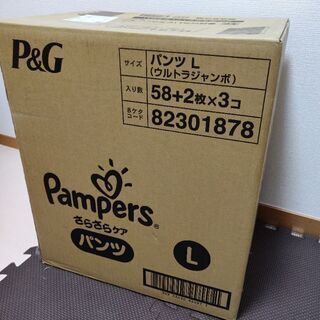 P&G
サイズ
パンツ L
(ウルトラジャンボ)
入り数
58+2枚×3コ
8ケタ
コード
82301878
Pampers®
さらさらケア
パンツ
L